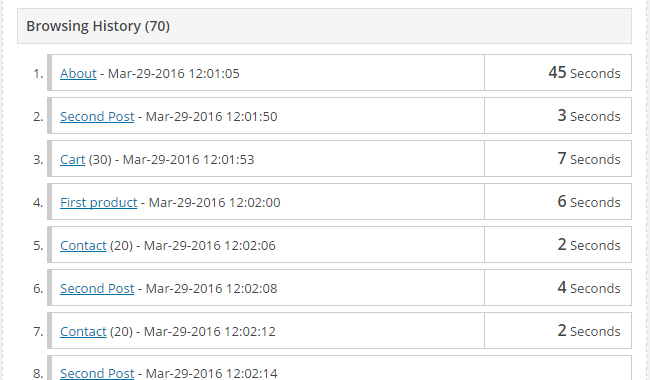 Browsing History (70)
1. About - Mar-29-2016 12:01:05 45 Seconds
2. Second Post - Mar-29-2016 12:01:50 3 Seconds
3. Cart (30) - Mar-29-2016 12:01:53 7 Seconds
4. First product - Mar-29-2016 12:02:00 6 Seconds
5. Contact (20) - Mar-29-2016 12:02:06 2 Seconds
6. Second Post - Mar-29-2016 12:02:08 4 Seconds
7. Contact (20) - Mar-29-2016 12:02:12 2 Seconds
8. Second Post - Mar-29-2016 12:02:14